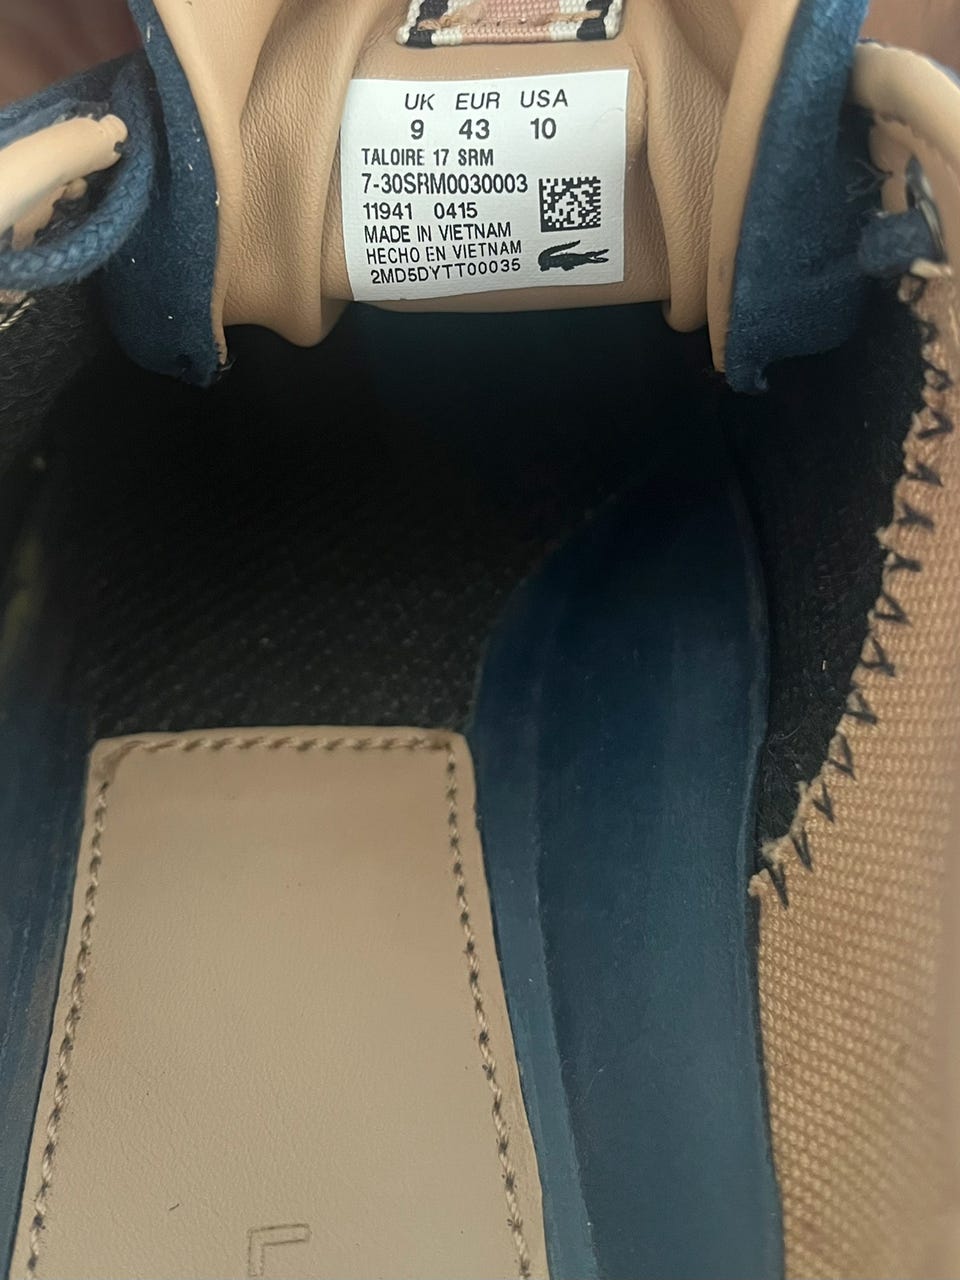 UK EUR USA
9 43 10
TALOIRE 17 SRM
7-30SRM0030003
11941 0415
MADE IN VIETNAM
HECHO EN VIETNAM
2MD5DYTT00035
L